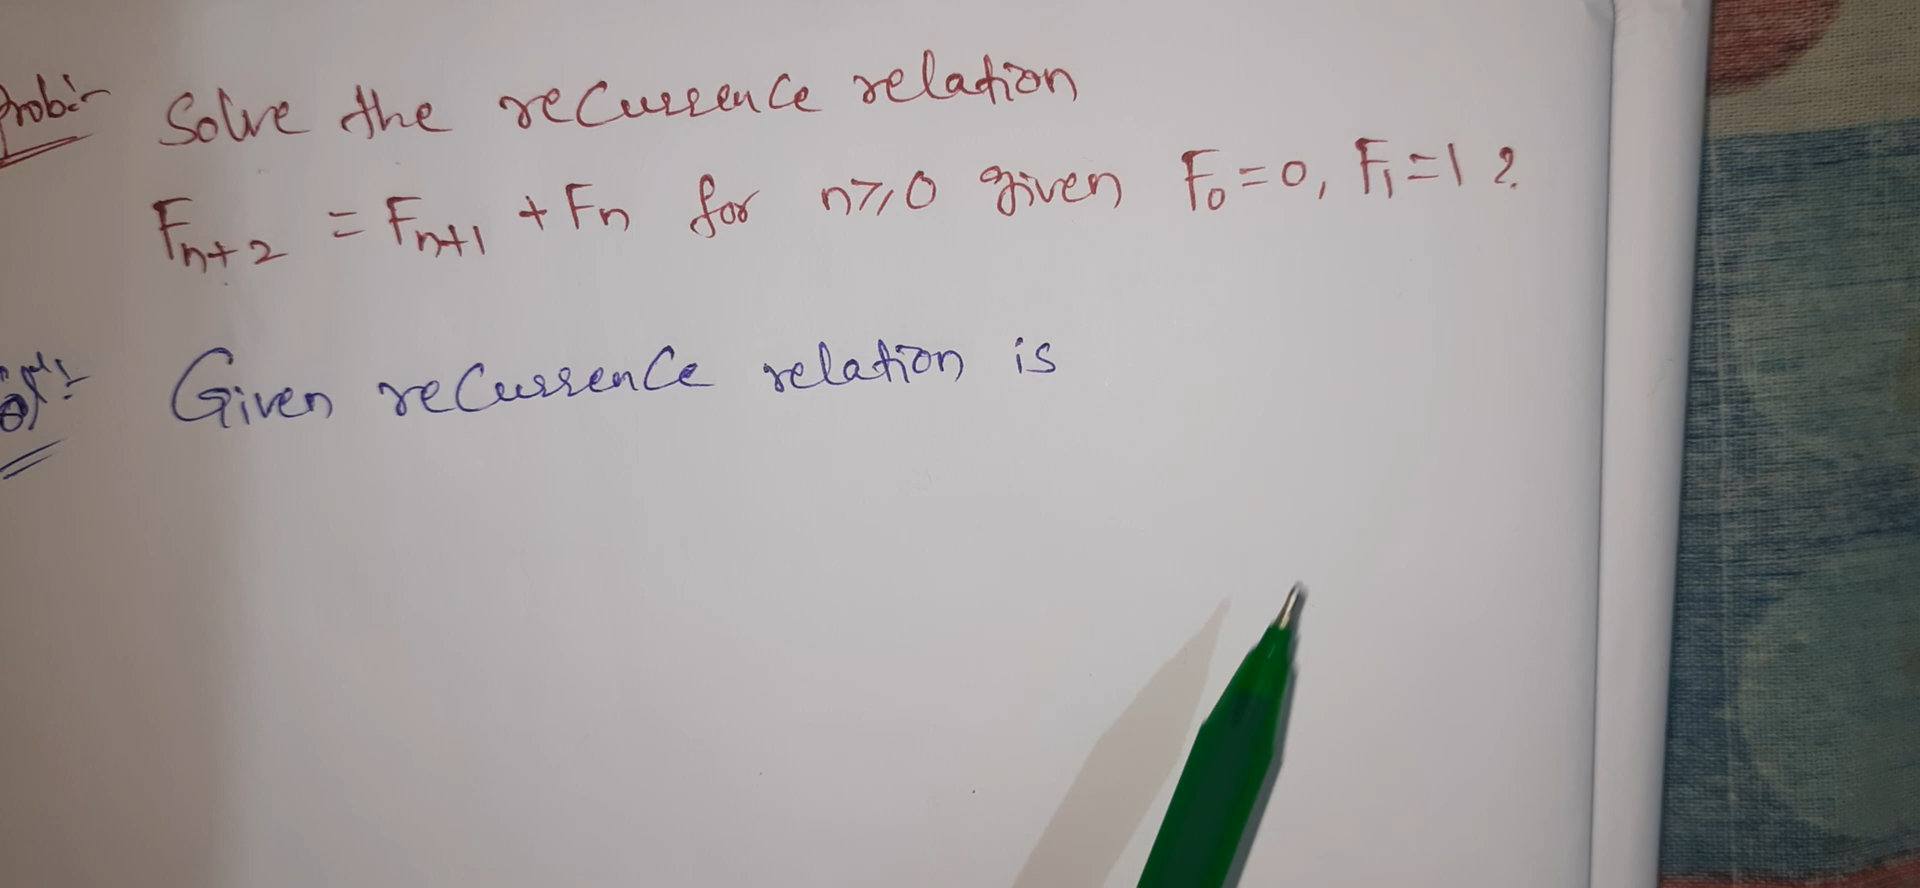 Prob:- Solve the recurrence relation
Fn+2 = Fn+1 + Fn for n≥0 given F0=0, F1=1 ?
Given recurrence relation is